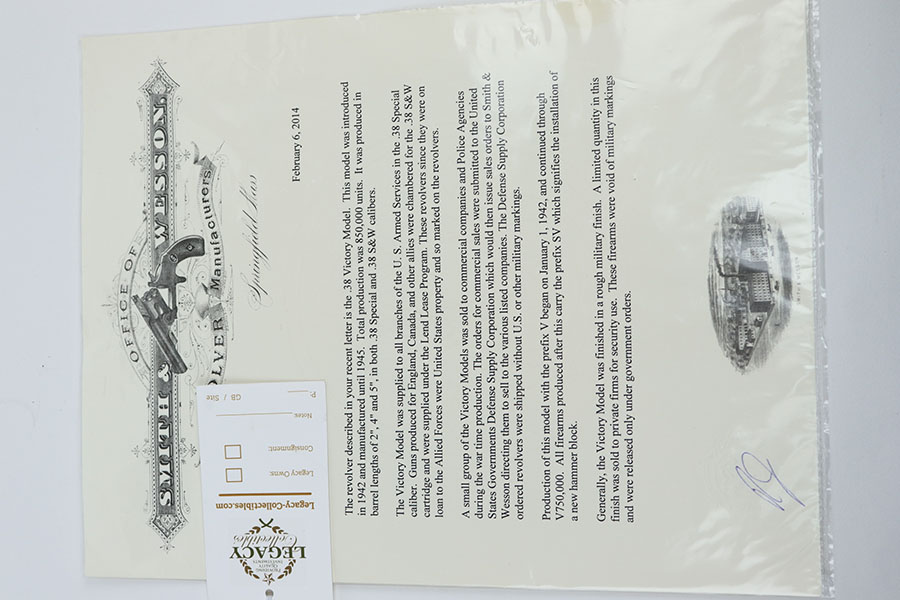 OFFICE OF
SMITH & WESSON
Manufacturers.
Springfield Mass
February 6, 2014
The revolver described in your recent letter is the .38 Victory Model. This model was introduced
in 1942 and manufactured until 1945. Total production was 850,000 units. It was produced in
barrel lengths of 2", 4" and 5", in both .38 Special and .38 S&W calibers.
The Victory Model was supplied to all branches of the U. S. Armed Services in the .38 Special
caliber. Guns produced for England, Canada, and other allies were chambered for the .38 S&W
cartridge and were supplied under the Lend Lease Program. These revolvers since they were on
loan to the Allied Forces were United States property and so marked on the revolvers.
A small group of the Victory Models was sold to commercial companies and Police Agencies
during the war time production. The orders for commercial sales were submitted to the United
States Governments Defense Supply Corporation which would then issue sales orders to Smith &
Wesson directing them to sell to the various listed companies. The Defense Supply Corporation
ordered revolvers were shipped without U.S. or other military markings.
Production of this model with the prefix V began on January 1, 1942, and continued through
V750,000. All firearms produced after this carry the prefix SV which signifies the installation of
a new hammer block.
Generally, the Victory Model was finished in a rough military finish. A limited quantity in this
finish was sold to private firms for security use. These firearms were void of military markings
and were released only under government orders.
PROVIDING
QUALITY
INVESTMENTS
LEGACY
Collectibles
Legacy-Collectibles.com
Legacy Owns:
Consignment:
Notes:
P:
GB / Site